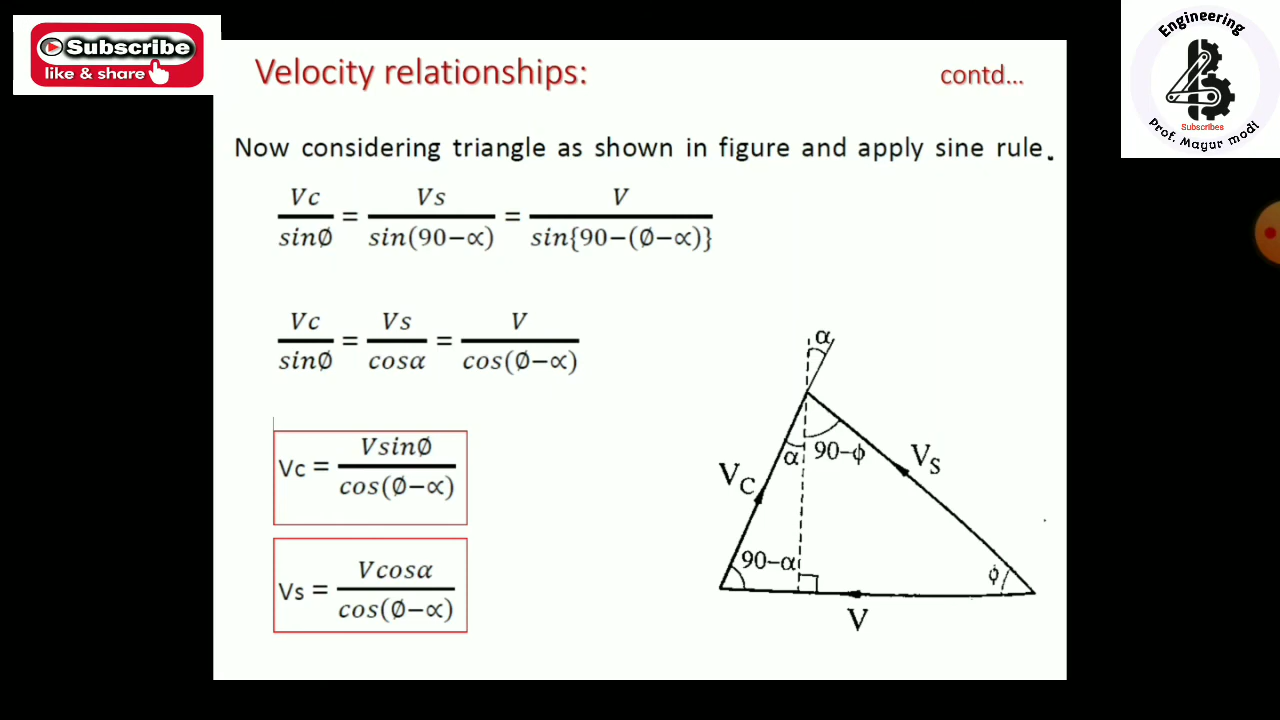 Subscribe
like & share
Engineering
Subscribes
Prof. Mayur modi
Velocity relationships:
contd...
Now considering triangle as shown in figure and apply sine rule.
Vc/sinØ = Vs/sin(90−∝) = V/sin{90−(Ø−∝)}
Vc/sinØ = Vs/cosα = V/cos(Ø−∝)
Vc = VsinØ/cos(Ø−∝)
Vs = Vcosα/cos(Ø−∝)
α
α 90-ϕ
V_C
V_S
90-α
ϕ
V